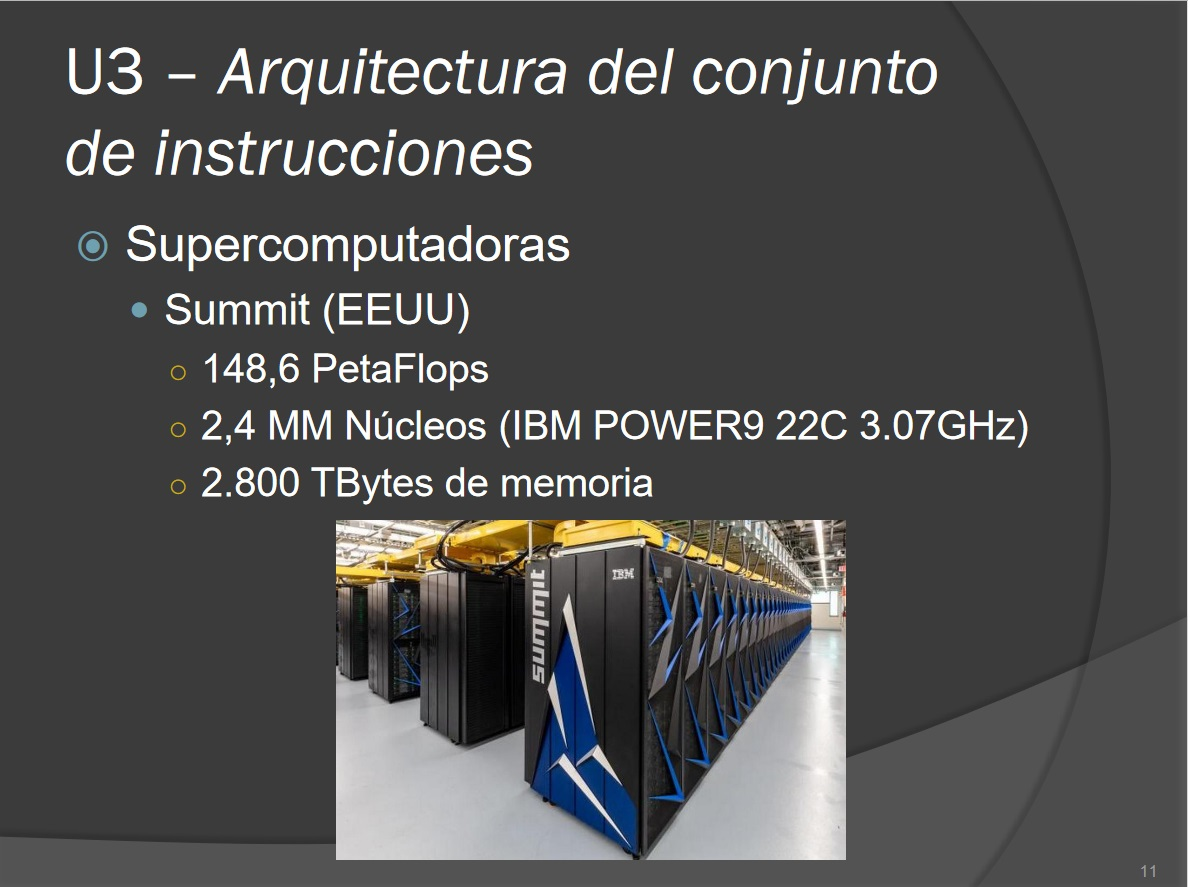 U3 – Arquitectura del conjunto
de instrucciones
Supercomputadoras
Summit (EEUU)
148,6 PetaFlops
2,4 MM Núcleos (IBM POWER9 22C 3.07GHz)
2.800 TBytes de memoria
summit
IBM
11